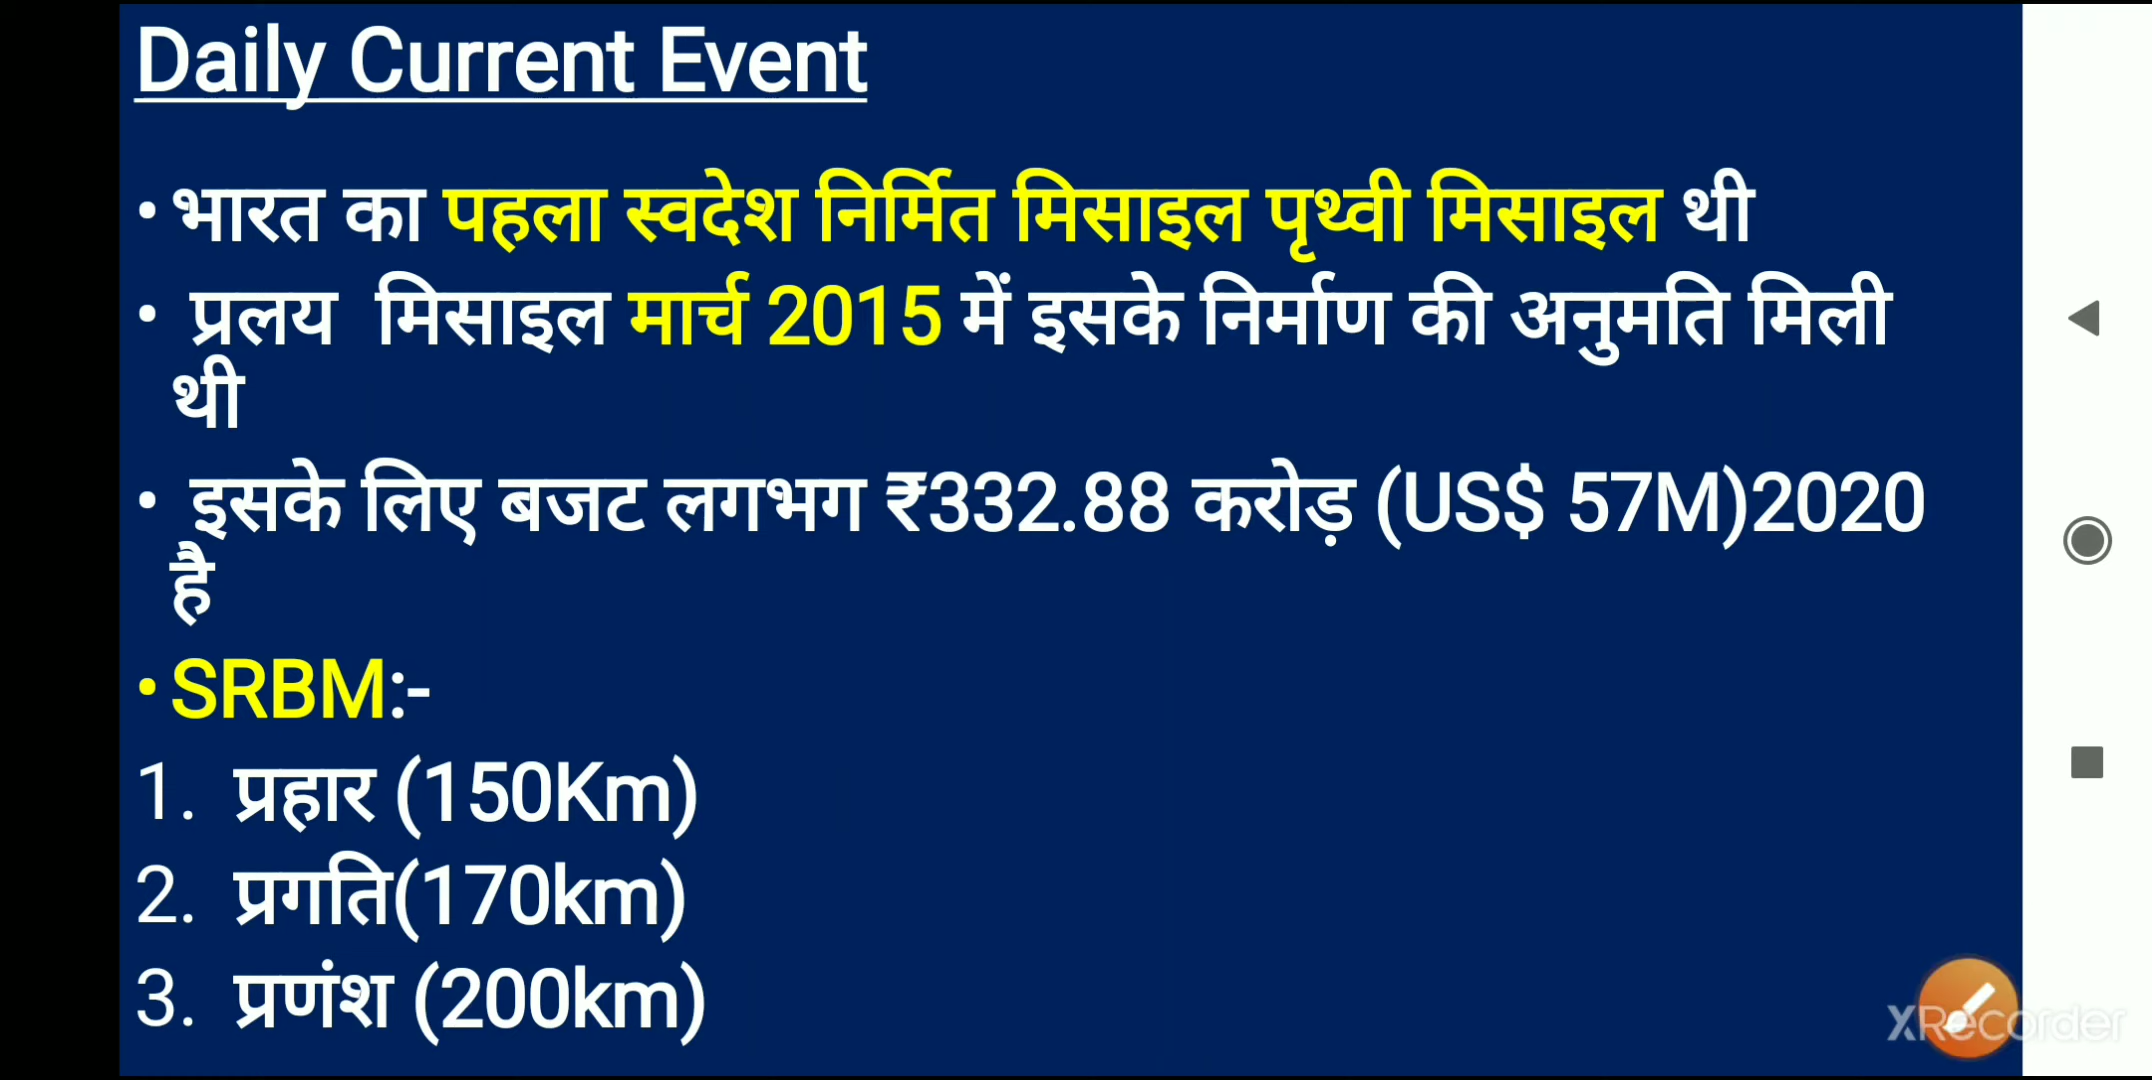 Daily Current Event
• भारत का पहला स्वदेश निर्मित मिसाइल पृथ्वी मिसाइल थी
• प्रलय मिसाइल मार्च 2015 में इसके निर्माण की अनुमति मिली
थी
• इसके लिए बजट लगभग ₹332.88 करोड़ (US$ 57M)2020
है
• SRBM:-
1. प्रहार (150Km)
2. प्रगति(170km)
3. प्रणंश (200km)
XRecorder